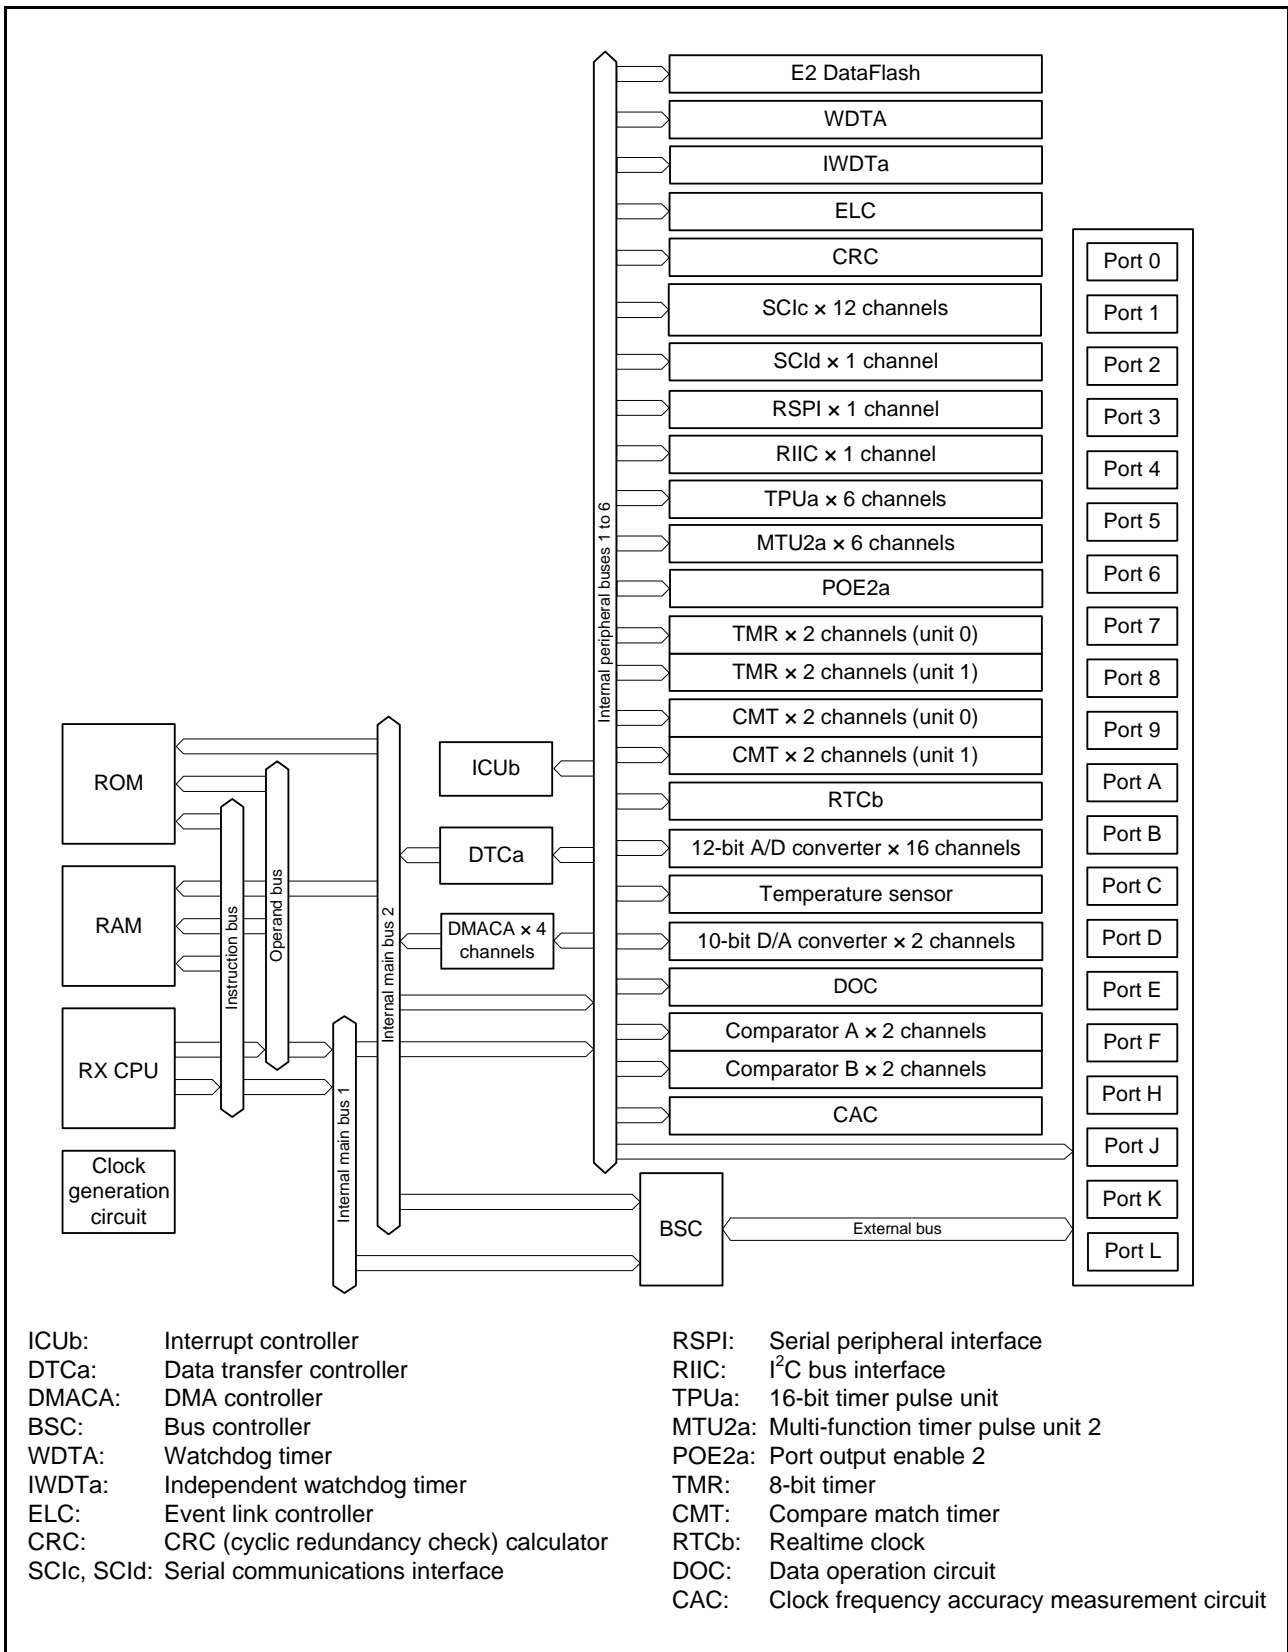 E2 DataFlash
WDTA
IWDTa
ELC
CRC
SCIc × 12 channels
SCId × 1 channel
RSPI × 1 channel
RIIC × 1 channel
TPUa × 6 channels
MTU2a × 6 channels
POE2a
TMR × 2 channels (unit 0)
TMR × 2 channels (unit 1)
CMT × 2 channels (unit 0)
CMT × 2 channels (unit 1)
RTCb
12-bit A/D converter × 16 channels
Temperature sensor
10-bit D/A converter × 2 channels
DOC
Comparator A × 2 channels
Comparator B × 2 channels
CAC
Port 0
Port 1
Port 2
Port 3
Port 4
Port 5
Port 6
Port 7
Port 8
Port 9
Port A
Port B
Port C
Port D
Port E
Port F
Port H
Port J
Port K
Port L
Internal peripheral buses 1 to 6
ROM
RAM
RX CPU
Clock
generation
circuit
Instruction bus
Operand bus
Internal main bus 1
Internal main bus 2
ICUb
DTCa
DMACA × 4
channels
BSC
External bus
ICUb: Interrupt controller
DTCa: Data transfer controller
DMACA: DMA controller
BSC: Bus controller
WDTA: Watchdog timer
IWDTa: Independent watchdog timer
ELC: Event link controller
CRC: CRC (cyclic redundancy check) calculator
SCIc, SCId: Serial communications interface
RSPI: Serial peripheral interface
RIIC: I²C bus interface
TPUa: 16-bit timer pulse unit
MTU2a: Multi-function timer pulse unit 2
POE2a: Port output enable 2
TMR: 8-bit timer
CMT: Compare match timer
RTCb: Realtime clock
DOC: Data operation circuit
CAC: Clock frequency accuracy measurement circuit